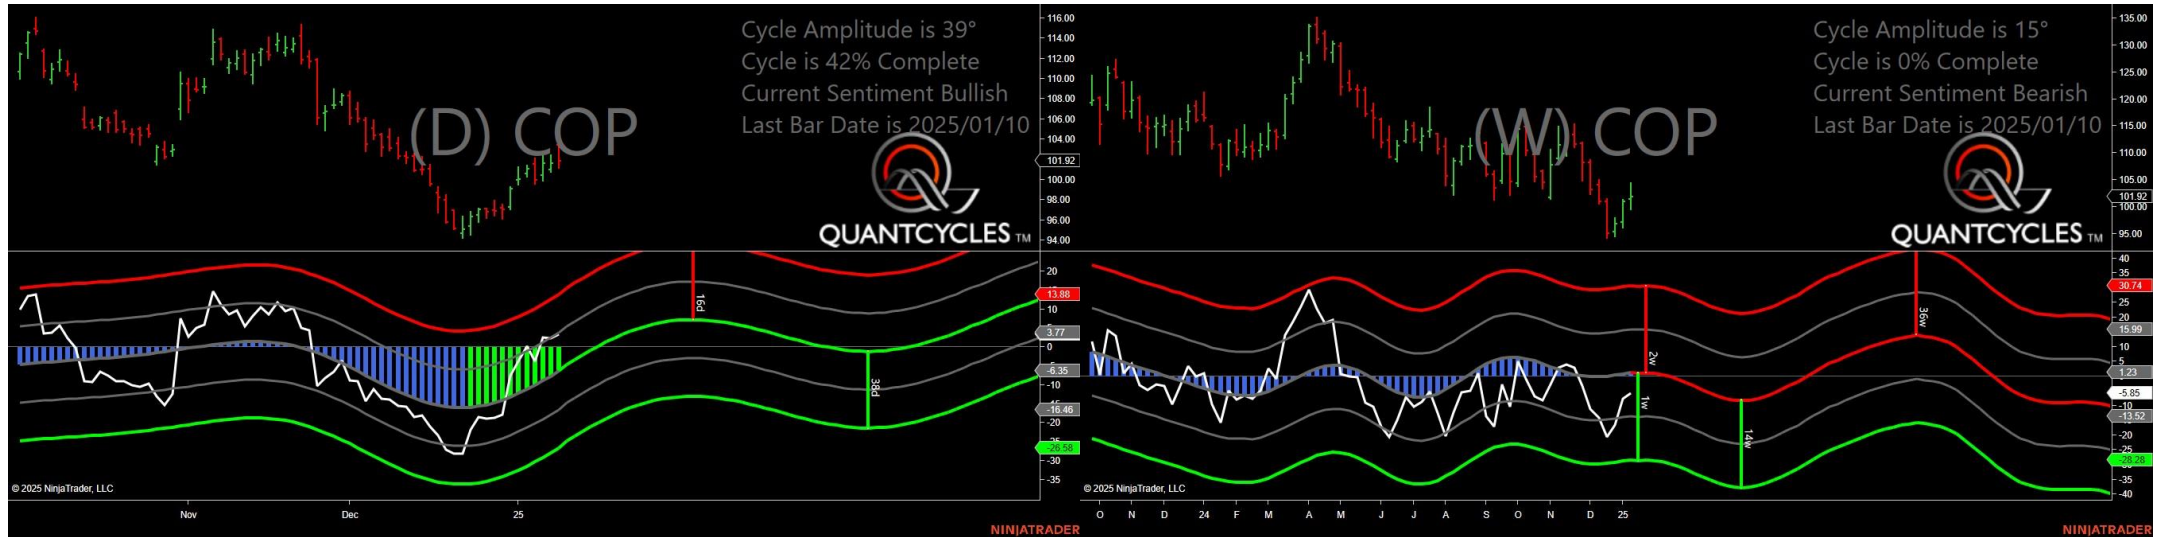 Cycle Amplitude is 39°
Cycle is 42% Complete
Current Sentiment Bullish
Last Bar Date is 2025/01/10
(D) COP
QUANTCYCLES TM
116.00
114.00
112.00
110.00
108.00
106.00
104.00
101.92
100.00
98.00
96.00
94.00
20
13.88
10
3.77
0
-6.35
-10
-16.46
-20
-26.58
-30
-35
16d
38d
© 2025 NinjaTrader, LLC
Nov
Dec
25
NINJATRADER
Cycle Amplitude is 15°
Cycle is 0% Complete
Current Sentiment Bearish
Last Bar Date is 2025/01/10
(W) COP
QUANTCYCLES TM
135.00
130.00
125.00
120.00
115.00
110.00
105.00
101.92
100.00
95.00
40
35
30.74
25
20
15.99
10
5
1.23
-5.85
-10
-13.52
-20
-25
-28.28
-35
-40
2w
1w
14w
36w
© 2025 NinjaTrader, LLC
O N D 24 F M A M J J A S O N D 25
NINJATRADER